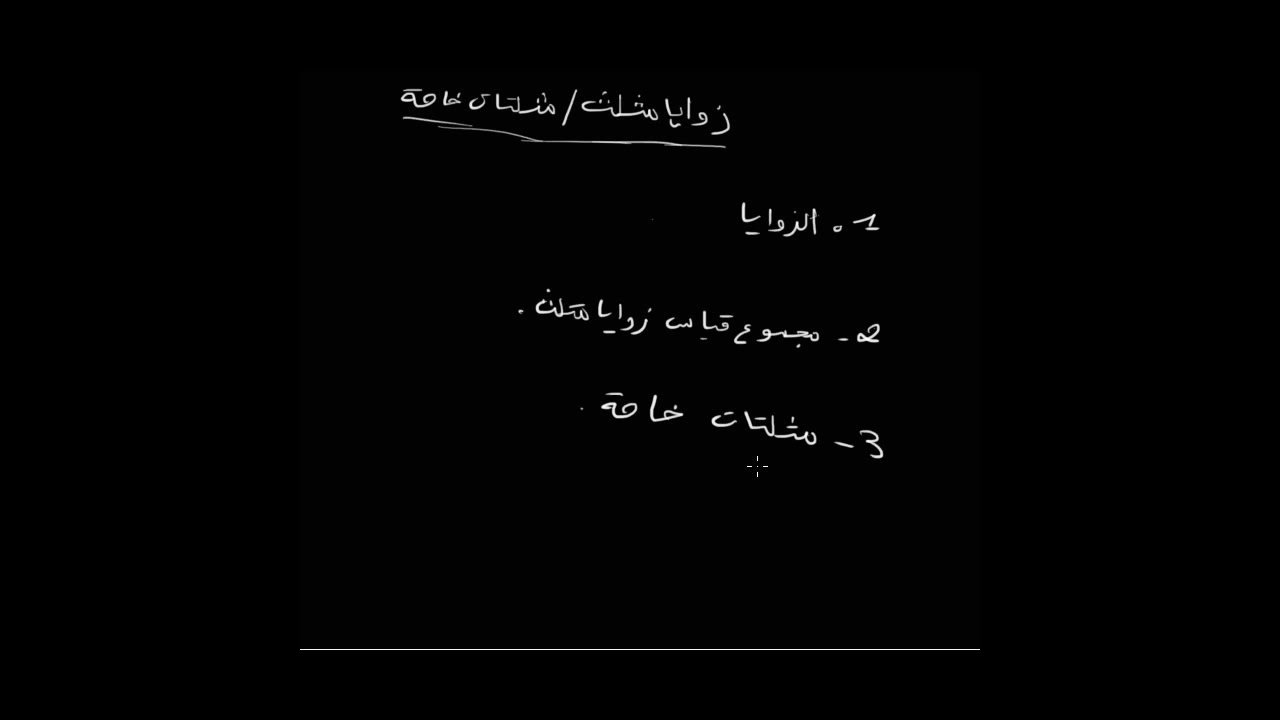 زوايا مثلث / مثلثات خاصة
1. الزوايا
2- مجموع قياس زوايا مثلث.
3- مثلثات خاصة.